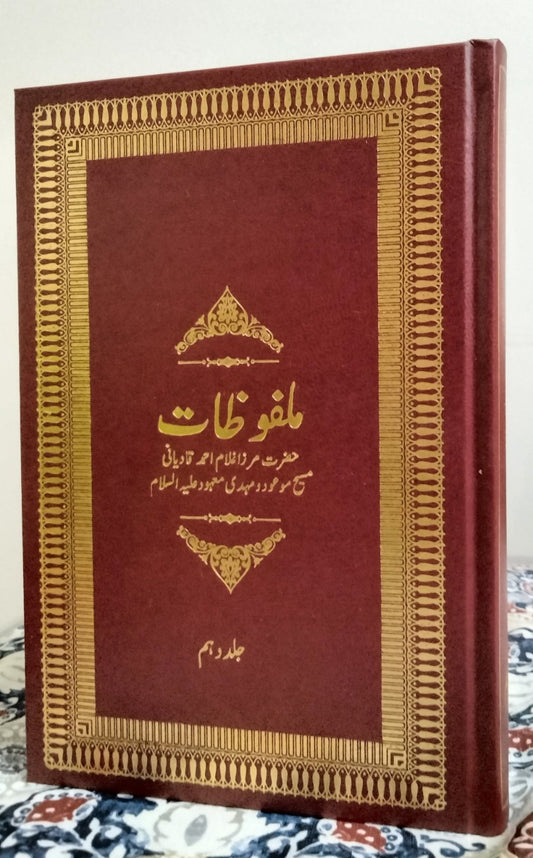 ملفوظات
حضرت مرزا غلام احمد قادیانی
مسیح موعود و مہدی معہود علیہ السلام
جلد دہم